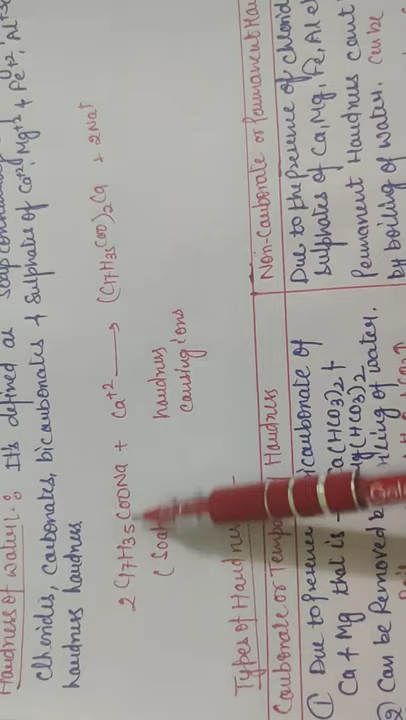 Hardness of water :- It's defined as soap consuming
Chlorides, carbonates, bicarbonates & sulphates of Ca+2, Mg+2 & Fe+2, Al+3
hardness hardness
2 C17H35COONa + Ca+2 ⟶ (C17H35COO)2Ca + 2Na+
(Soap
hardness
causing ions
Types of Hardness
Carbonate or Temporary Hardness
① Due to presence bicarbonate of
Ca + Mg that is Ca(HCO3)2 +
Mg(HCO3)2
② Can be Removed by boiling of water.
Non-Carbonate or Permanent
Due to the presence of
Sulphates of Ca, Mg, Fe, Al
Permanent Hardness
by boiling of water. Can be